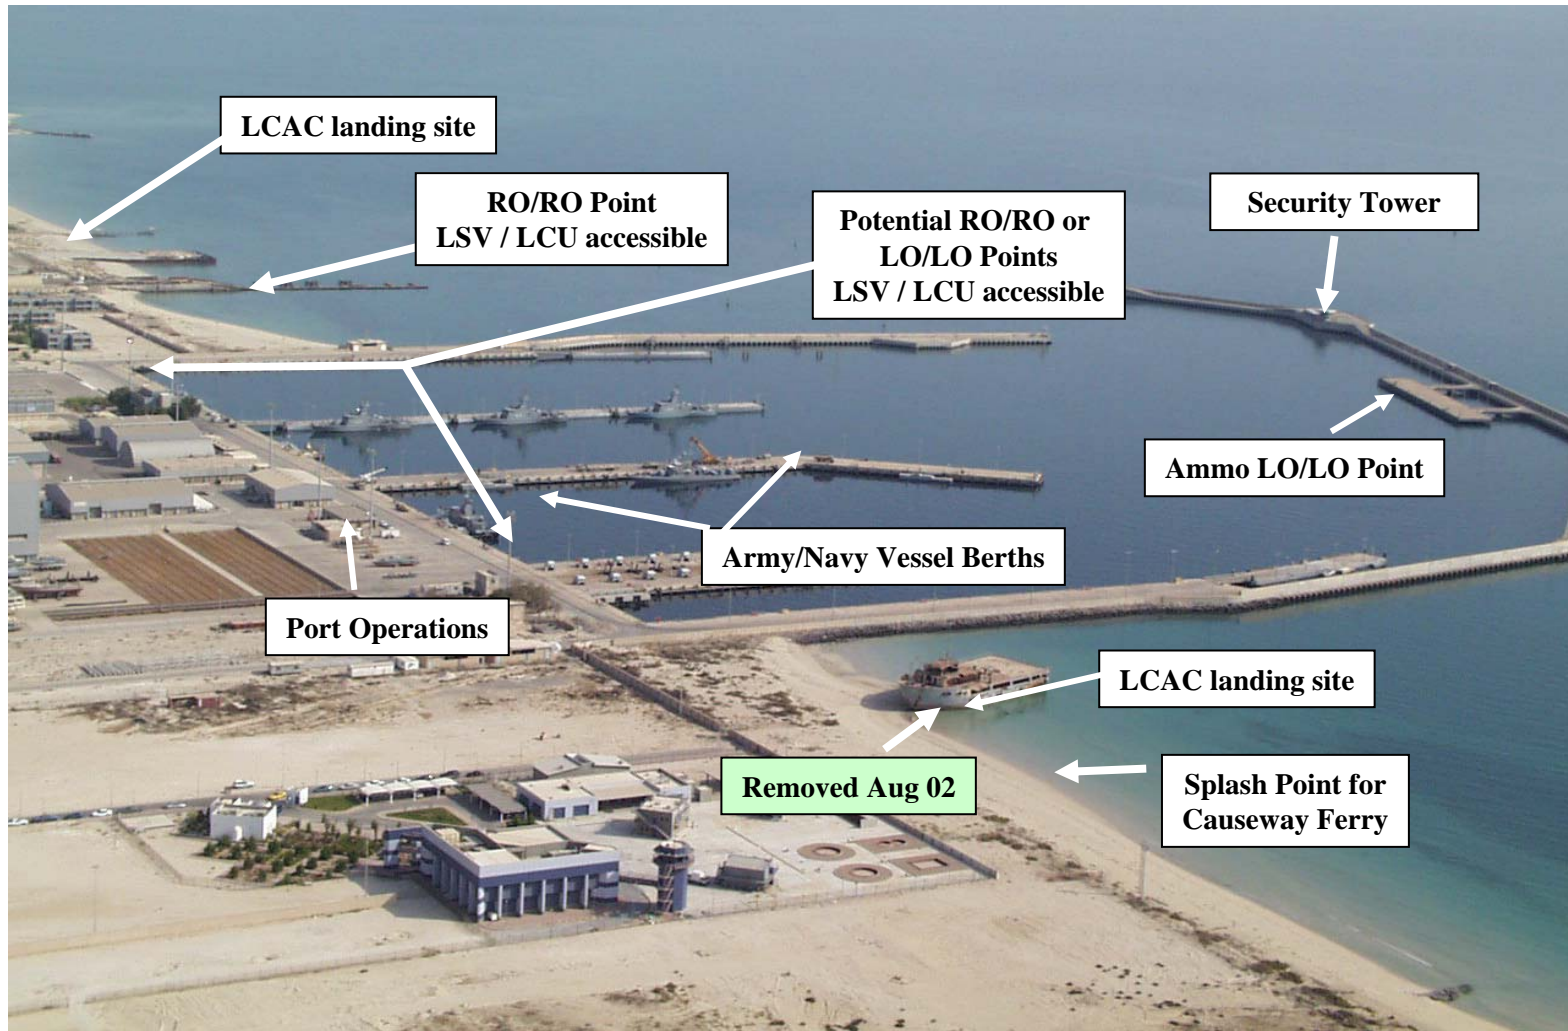 LCAC landing site
RO/RO Point
LSV / LCU accessible
Potential RO/RO or
LO/LO Points
LSV / LCU accessible
Security Tower
Ammo LO/LO Point
Army/Navy Vessel Berths
Port Operations
LCAC landing site
Removed Aug 02
Splash Point for
Causeway Ferry